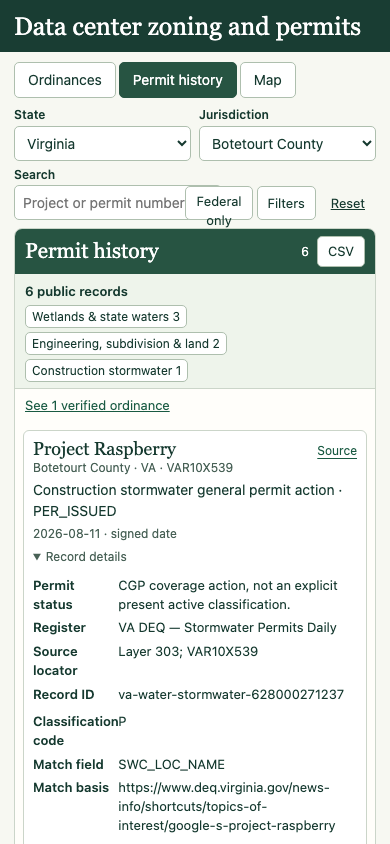 Data center zoning and permits
Ordinances Permit history Map
State Jurisdiction
Virginia Botetourt County
Search
Project or permit number Federal only Filters Reset
Permit history 6 CSV
6 public records
Wetlands & state waters 3
Engineering, subdivision & land 2
Construction stormwater 1
See 1 verified ordinance
Project Raspberry Source
Botetourt County · VA · VAR10X539
Construction stormwater general permit action ·
PER_ISSUED
2026-08-11 · signed date
▼ Record details
Permit status CGP coverage action, not an explicit
present active classification.
Register VA DEQ — Stormwater Permits Daily
Source locator Layer 303; VAR10X539
Record ID va-water-stormwater-628000271237
Classification code P
Match field SWC_LOC_NAME
Match basis https://www.deq.virginia.gov/news-
info/shortcuts/topics-of-
interest/google-s-project-raspberry